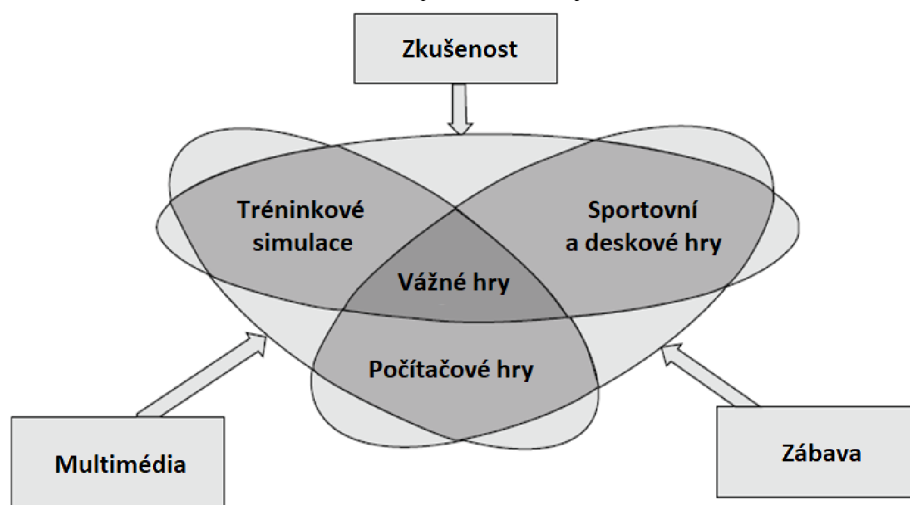 Zkušenost
Tréninkové
simulace
Sportovní
a deskové hry
Vážné hry
Počítačové hry
Multimédia
Zábava